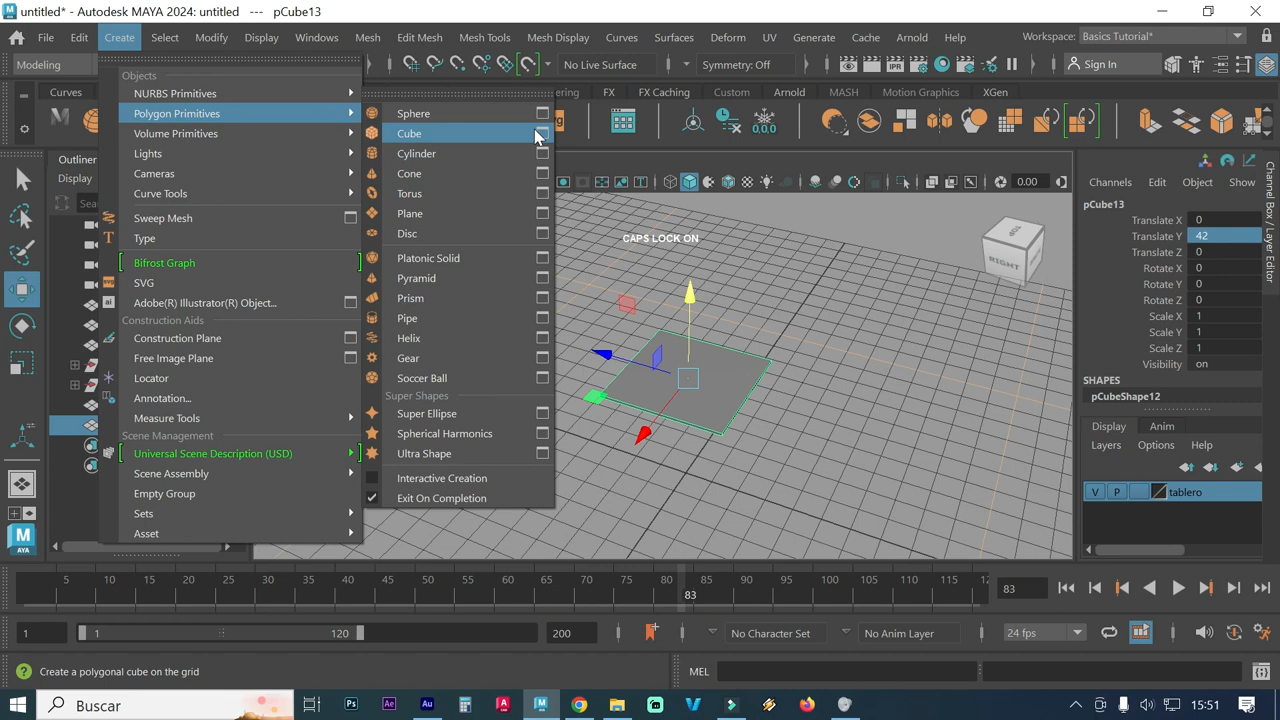 untitled* - Autodesk MAYA 2024: untitled   ---   pCube13
File Edit Create Select Modify Display Windows Mesh Edit Mesh Mesh Tools Mesh Display Curves Surfaces Deform UV Generate Cache Arnold Help Workspace: Basics Tutorial*
Modeling No Live Surface Symmetry: Off Sign In
Curves FX FX Caching Custom Arnold MASH Motion Graphics XGen
Objects
NURBS Primitives
Polygon Primitives
Volume Primitives
Lights
Cameras
Curve Tools
Sweep Mesh
Type
Bifrost Graph
SVG
Adobe(R) Illustrator(R) Object...
Construction Aids
Construction Plane
Free Image Plane
Locator
Annotation...
Measure Tools
Scene Management
Universal Scene Description (USD)
Scene Assembly
Empty Group
Sets
Asset
Sphere
Cube
Cylinder
Cone
Torus
Plane
Disc
Platonic Solid
Pyramid
Prism
Pipe
Helix
Gear
Soccer Ball
Super Shapes
Super Ellipse
Spherical Harmonics
Ultra Shape
Interactive Creation
Exit On Completion
Outliner
Display
0.00
CAPS LOCK ON
TOP
RIGHT
Channels Edit Object Show
pCube13
Translate X 0
Translate Y 42
Translate Z 0
Rotate X 0
Rotate Y 0
Rotate Z 0
Scale X 1
Scale Y 1
Scale Z 1
Visibility on
SHAPES
pCubeShape12
Display Anim
Layers Options Help
V P tablero
Channel Box / Layer Editor
5 10 15 20 25 30 35 40 45 50 55 60 65 70 75 80 85 90 95 100 105 110 115 12
83
83
1 1 120 200 No Character Set No Anim Layer 24 fps
Create a polygonal cube on the grid MEL
MAYA
Buscar Ps Ae Au 15:51